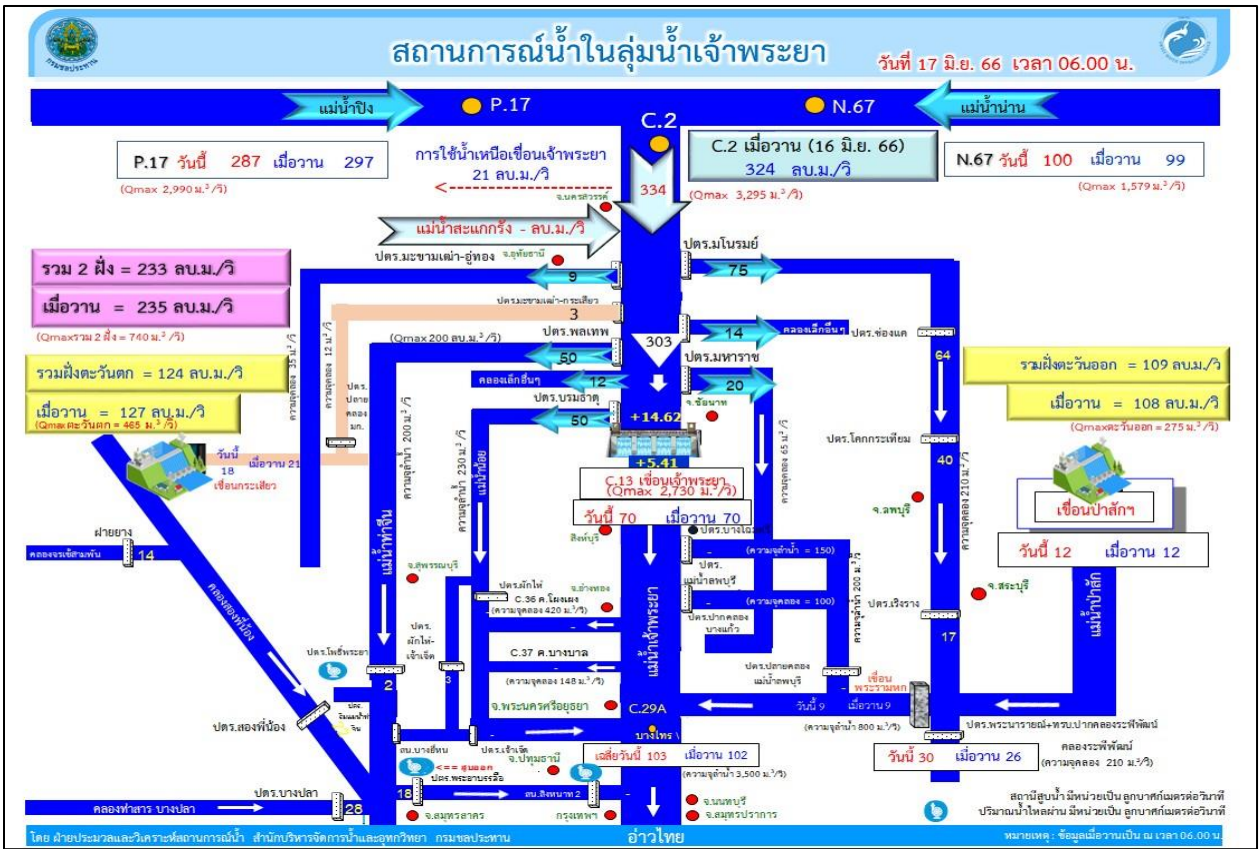 สถานการณ์น้ำในลุ่มน้ำเจ้าพระยา
วันที่ 17 มิ.ย. 66 เวลา 06.00 น.
กรมชลประทาน
แม่น้ำปิง
P.17
C.2
N.67
แม่น้ำน่าน
P.17 วันนี้ 287 เมื่อวาน 297
(Qmax 2,990 ม.³/วิ)
การใช้น้ำเหนือเขื่อนเจ้าพระยา
21 ลบ.ม./วิ
จ.นครสวรรค์
334
C.2 เมื่อวาน (16 มิ.ย. 66)
324 ลบ.ม./วิ
(Qmax 3,295 ม.³/วิ)
N.67 วันนี้ 100 เมื่อวาน 99
(Qmax 1,579 ม.³/วิ)
แม่น้ำสะแกกรัง - ลบ.ม./วิ
ปตร.มะขามเฒ่า-อู่ทอง
จ.อุทัยธานี
9
ปตร.มโนรมย์
75
รวม 2 ฝั่ง = 233 ลบ.ม./วิ
เมื่อวาน = 235 ลบ.ม./วิ
(Qmaxรวม 2 ฝั่ง = 740 ม.³/วิ)
ปตร.มะขามเฒ่า-กระเสียว
3
ปตร.พลเทพ
(Qmax 200 ลบ.ม./วิ)
50
303
14
คลองเล็กอื่นๆ
ปตร.ช่องแค
64
ปตร.มหาราช
20
รวมฝั่งตะวันตก = 124 ลบ.ม./วิ
เมื่อวาน = 127 ลบ.ม./วิ
(Qmaxตะวันตก = 465 ม.³/วิ)
ความจุคลอง 35 ม.³/วิ
ความจุคลอง 12 ม.³/วิ
ปตร.
ปลาย
คลอง
มก.
คลองเล็กอื่นๆ
12
ปตร.บรมธาตุ
50
จ.ชัยนาท
+14.62
+5.41
รวมฝั่งตะวันออก = 109 ลบ.ม./วิ
เมื่อวาน = 108 ลบ.ม./วิ
(Qmaxตะวันออก = 275 ม.³/วิ)
วันนี้
18
เมื่อวาน 21
เขื่อนกระเสียว
ความจุลำน้ำ 200 ม.³/วิ
ความจุลำน้ำ 230 ม.³/วิ
แม่น้ำน้อย
แม่น้ำท่าจีน
C.13 เขื่อนเจ้าพระยา
(Qmax 2,730 ม.³/วิ)
วันนี้ 70 เมื่อวาน 70
ความจุคลอง 65 ม.³/วิ
ปตร.โคกกระเทียม
40
ความจุคลอง 210 ม.³/วิ
จ.ลพบุรี
เขื่อนป่าสักฯ
วันนี้ 12 เมื่อวาน 12
แม่น้ำป่าสัก
ฝายยาง
คลองจรเข้สามพัน
14
คลองสองพี่น้อง
จ.สุพรรณบุรี
สิงห์บุรี
(ความจุลำน้ำ = 150)
ปตร.
แม่น้ำลพบุรี
(ความจุคลอง = 100)
ปตร.ปากคลอง
บางแก้ว
ความจุลำน้ำ 200 ม.³/วิ
จ.สระบุรี
ปตร.เริงราง
17
ปตร.ผักไห่
จ.อ่างทอง
C.36 ค.โผงเผง
(ความจุคลอง 420 ม.³/วิ)
-
แม่น้ำเจ้าพระยา
ปตร.
ผักไห่-
เจ้าเจ็ด
3
C.37 ค.บางบาล
-
(ความจุคลอง 148 ม.³/วิ)
ปตร.โพธิ์พระยา
2
ปตร.ปลายคลอง
แม่น้ำลพบุรี
-
เขื่อน
พระรามหก
วันนี้ 9 เมื่อวาน 9
(ความจุลำน้ำ 800 ม.³/วิ)
ปตร.สองพี่น้อง
จ.พระนครศรีอยุธยา
C.29A
บางไทร
ปตร.พระนารายณ์+ทรบ.ปากคลองระพีพัฒน์
สน.บางยี่หน
ปตร.เจ้าเจ็ด
จ.ปทุมธานี
เฉลี่ยวันนี้ 103 เมื่อวาน 102
(ความจุลำน้ำ 3,500 ม.³/วิ)
วันนี้ 30 เมื่อวาน 26
คลองระพีพัฒน์
(ความจุคลอง 210 ม.³/วิ)
<== สูบออก
ปตร.พระยาบรรลือ
18
สน.สิงหนาท 2
-
ปตร.บางปลา
คลองท่าสาร บางปลา
28
จ.สมุทรสาคร
กรุงเทพฯ
จ.นนทบุรี
จ.สมุทรปราการ
สถานีสูบน้ำ มีหน่วยเป็น ลูกบาศก์เมตรต่อวินาที
ปริมาณน้ำไหลผ่าน มีหน่วยเป็น ลูกบาศก์เมตรต่อวินาที
โดย ฝ่ายประมวลและวิเคราะห์สถานการณ์น้ำ สำนักบริหารจัดการน้ำและอุทกวิทยา กรมชลประทาน
อ่าวไทย
หมายเหตุ : ข้อมูลเมื่อวานเป็น ณ เวลา 06.00 น.